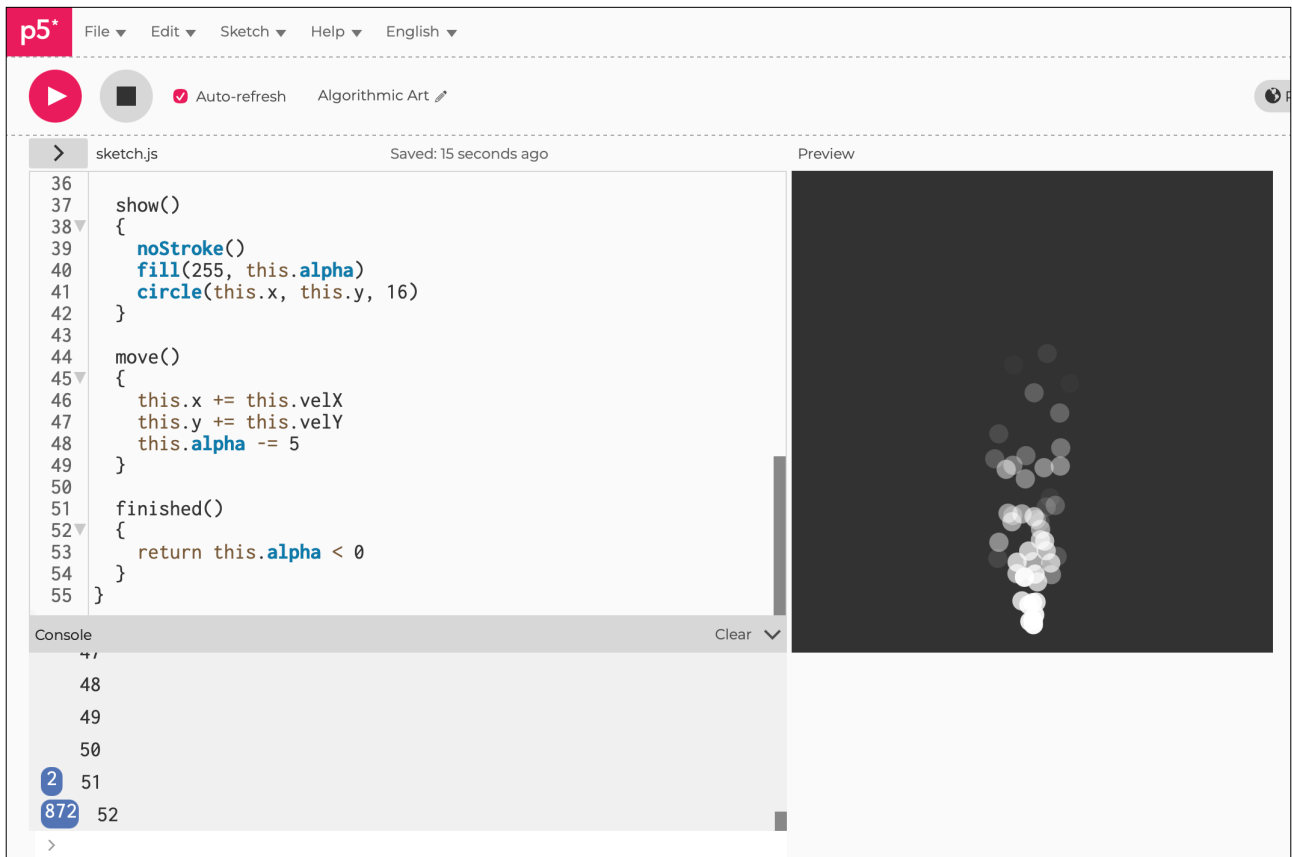 p5* File Edit Sketch Help English
Auto-refresh Algorithmic Art
sketch.js Saved: 15 seconds ago Preview
36
37 show()
38 {
39 noStroke()
40 fill(255, this.alpha)
41 circle(this.x, this.y, 16)
42 }
43
44 move()
45 {
46 this.x += this.velX
47 this.y += this.velY
48 this.alpha -= 5
49 }
50
51 finished()
52 {
53 return this.alpha < 0
54 }
55 }
Console Clear
47
48
49
50
2 51
872 52
>